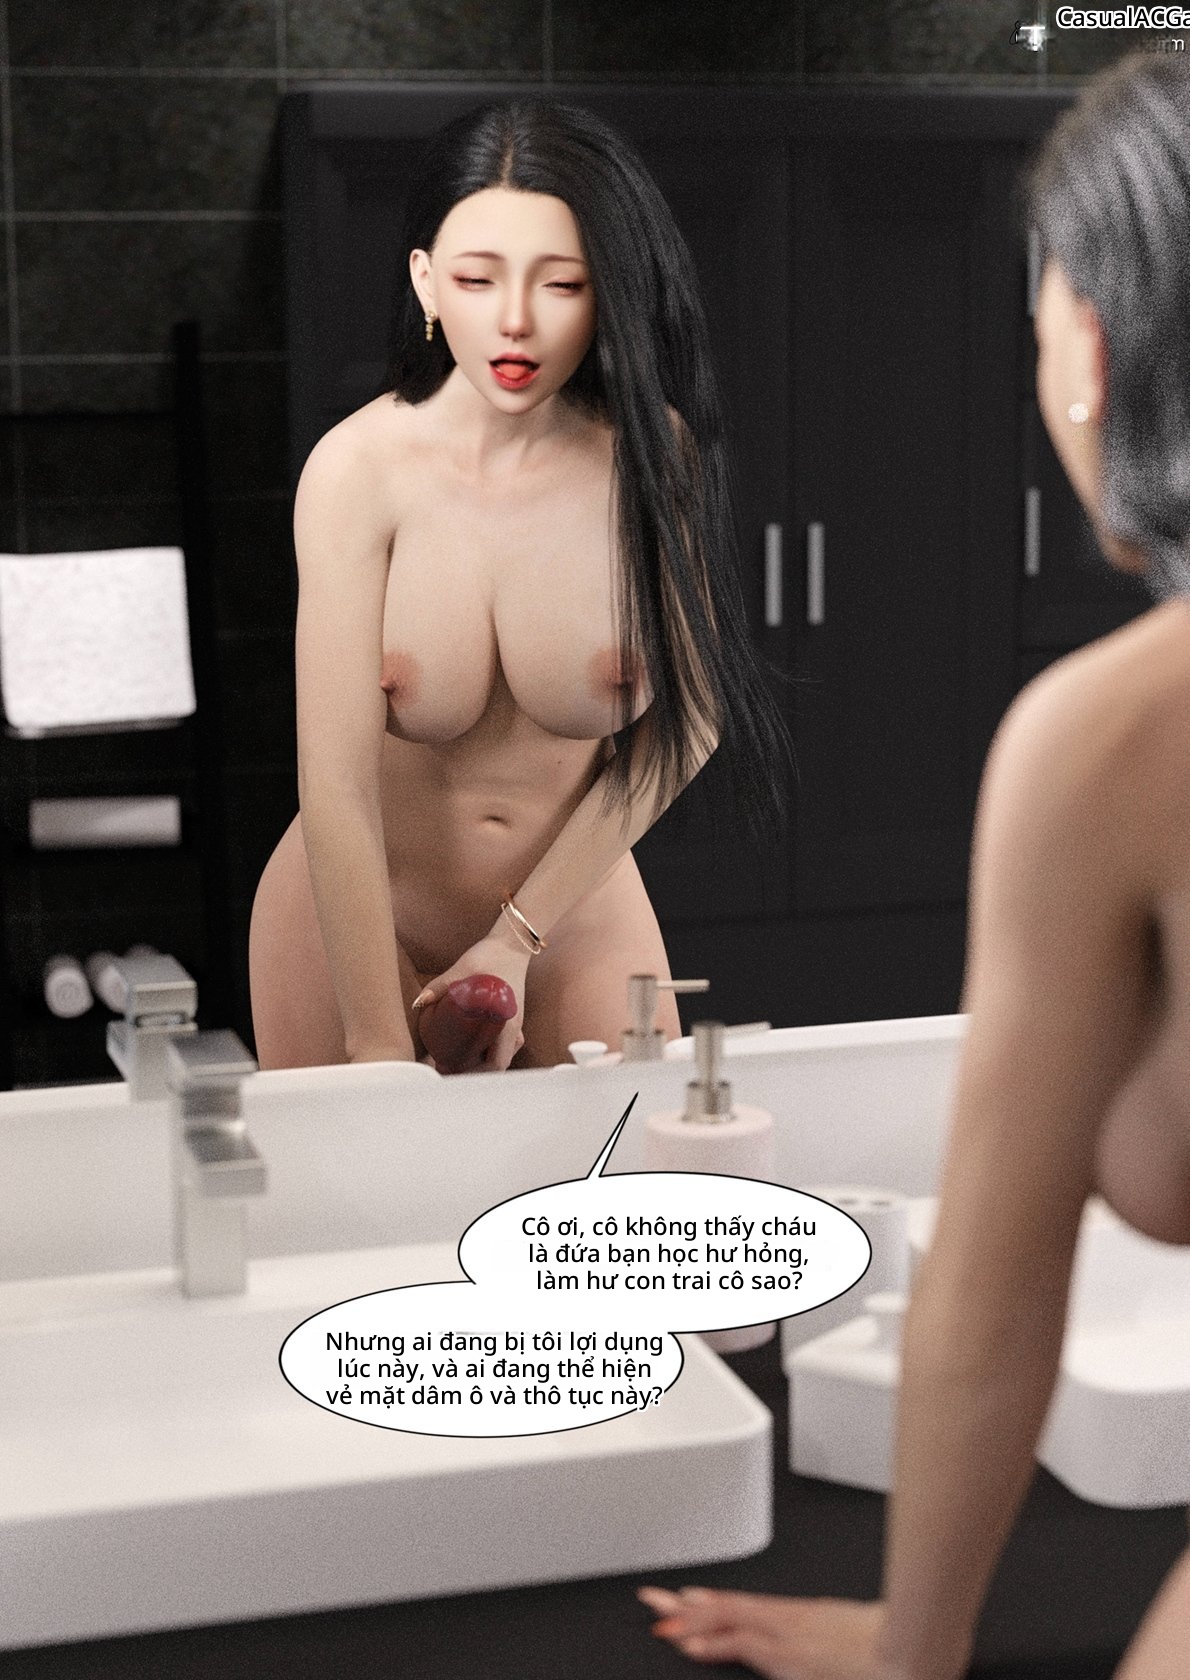 CasualACGa
Cô ơi, cô không thấy cháu
là đứa bạn học hư hỏng,
làm hư con trai cô sao?
Nhưng ai đang bị tôi lợi dụng
lúc này, và ai đang thể hiện
vẻ mặt dâm ô và thô tục này?